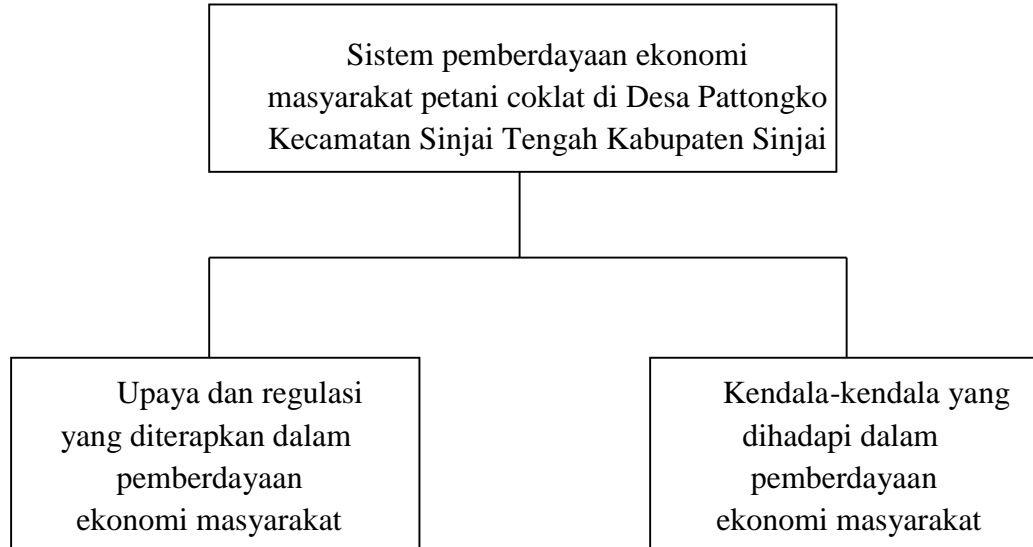 Sistem pemberdayaan ekonomi
masyarakat petani coklat di Desa Pattongko
Kecamatan Sinjai Tengah Kabupaten Sinjai
Upaya dan regulasi
yang diterapkan dalam
pemberdayaan
ekonomi masyarakat
Kendala-kendala yang
dihadapi dalam
pemberdayaan
ekonomi masyarakat